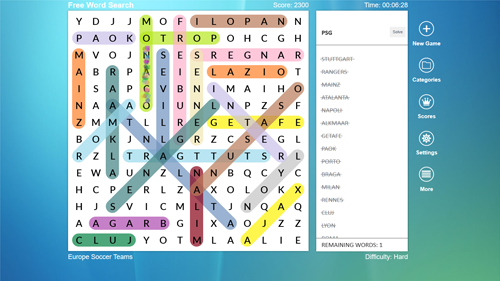 Free Word Search
Score: 2300
Time: 00:06:28
Y D J J M O F I L O P A N N
P A O K O T R O P O H C G H
M V O J N S E S R E G N A R
A B R P A E I E L A Z I O T
I S A P C V B N I M A I H O
N A A A O I U N L L N Z S F
Z M M T L L R E G E T A F E
B O K J N L G R Z C S E G L
R Z L T R A G T T U T S R L
E W A U N Z L N N B Q C Y C
H C P E R L Z A X O L O K X
H J S V I C M L T J N Q A Q
A A G A R B G I X A O J Z Z
C L U J Y O T M L A A L I E
PSG
STUTTGART
RANGERS
MAINZ
ATALANTA
NAPOLI
ALKMAAR
GETAFE
PAOK
PORTO
BRAGA
MILAN
RENNES
CLUJ
LYON
REMAINING WORDS: 1
New Game
Categories
Scores
Settings
More
Europe Soccer Teams
Difficulty: Hard